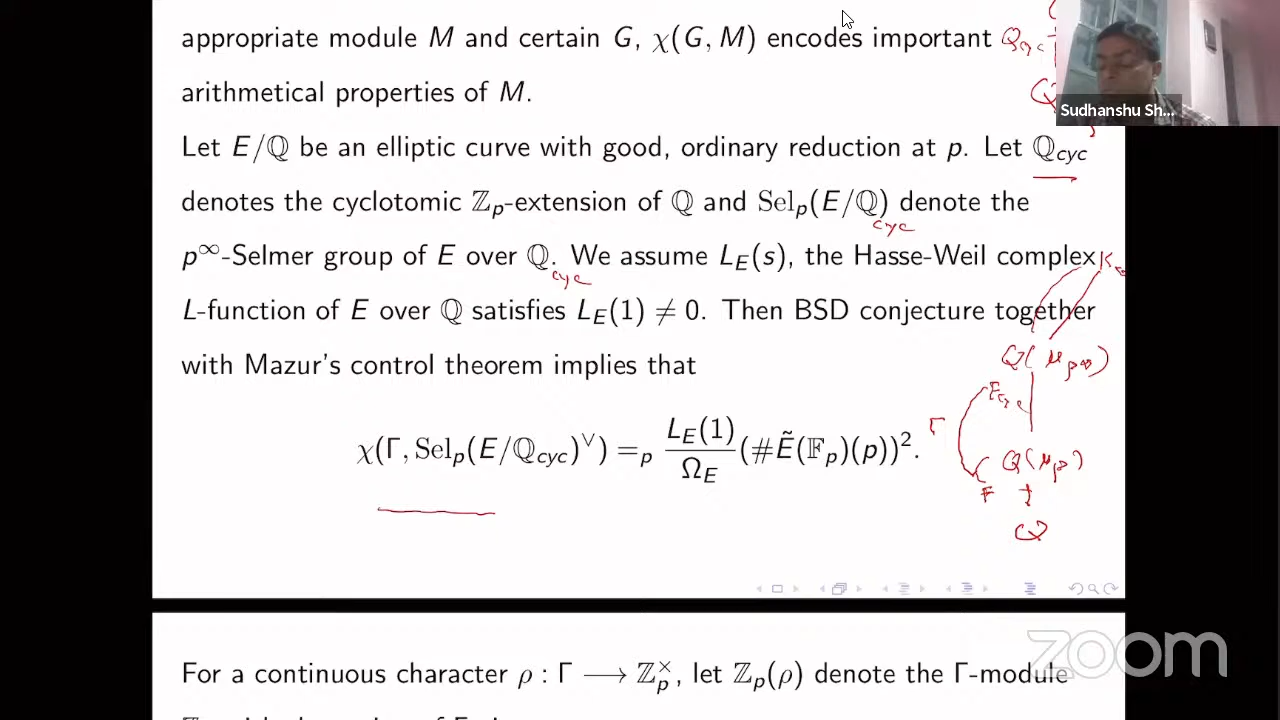 appropriate module M and certain G, χ(G, M) encodes important
Q_cyc
arithmetical properties of M.
Sudhanshu Sh...
Let E/ℚ be an elliptic curve with good, ordinary reduction at p. Let ℚ_cyc
denotes the cyclotomic ℤ_p-extension of ℚ and Sel_p(E/ℚ) denote the
cyc
p^∞-Selmer group of E over ℚ. We assume L_E(s), the Hasse-Weil complex
cyc
L-function of E over ℚ satisfies L_E(1) ≠ 0. Then BSD conjecture together
with Mazur's control theorem implies that
Q(μ_p∞)
F_cyc
χ(Γ, Sel_p(E/ℚ_cyc)^∨) =_p L_E(1)/Ω_E (#Ẽ(𝔽_p)(p))^2.
Γ
Q(μ_p)
F
Q
zoom
For a continuous character ρ : Γ ⟶ ℤ_p^×, let ℤ_p(ρ) denote the Γ-module